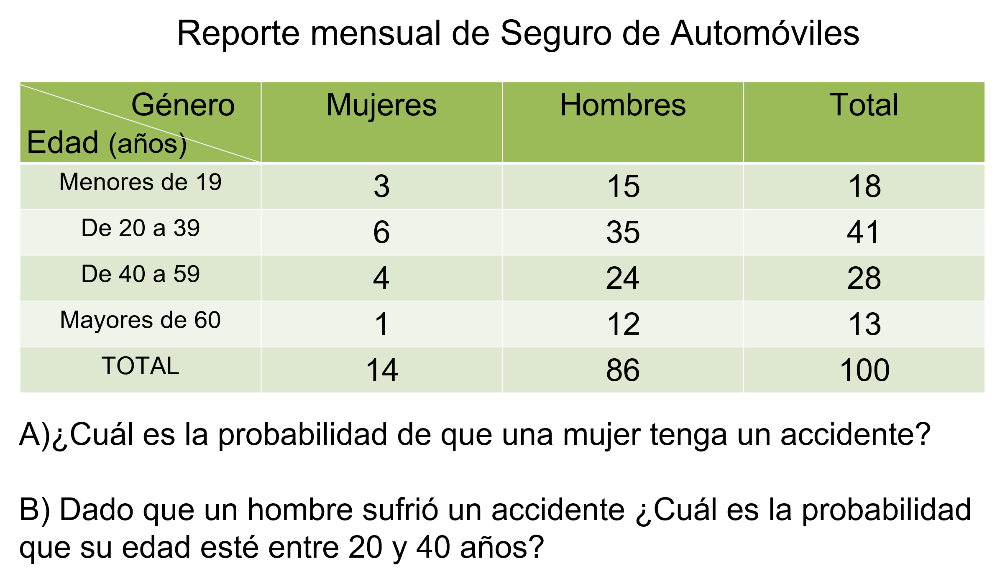 Reporte mensual de Seguro de Automóviles
Género Mujeres Hombres Total
Edad (años)
Menores de 19 3 15 18
De 20 a 39 6 35 41
De 40 a 59 4 24 28
Mayores de 60 1 12 13
TOTAL 14 86 100
A)¿Cuál es la probabilidad de que una mujer tenga un accidente?
B) Dado que un hombre sufrió un accidente ¿Cuál es la probabilidad
que su edad esté entre 20 y 40 años?